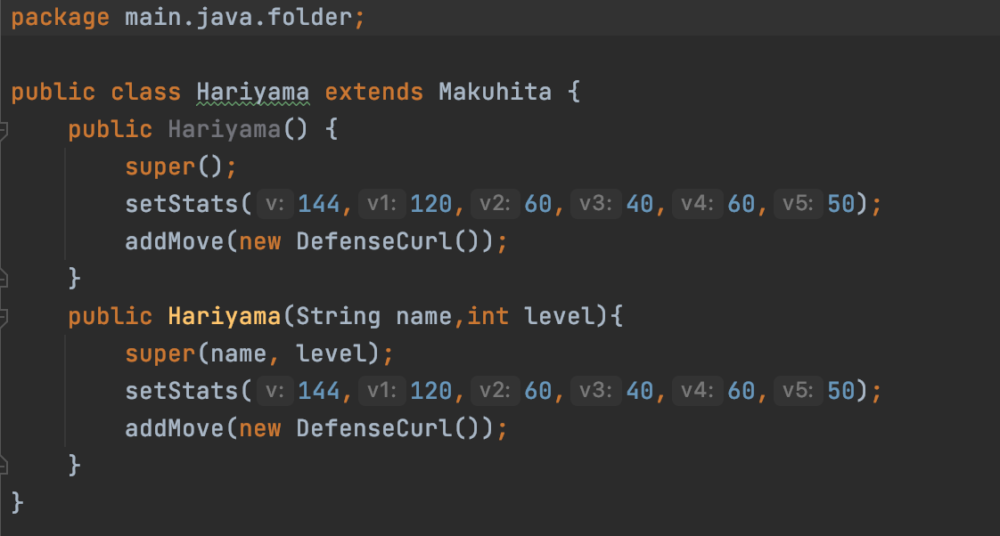 package main.java.folder;
public class Hariyama extends Makuhita {
public Hariyama() {
super();
setStats( v: 144, v1: 120, v2: 60, v3: 40, v4: 60, v5: 50);
addMove(new DefenseCurl());
}
public Hariyama(String name,int level){
super(name, level);
setStats( v: 144, v1: 120, v2: 60, v3: 40, v4: 60, v5: 50);
addMove(new DefenseCurl());
}
}